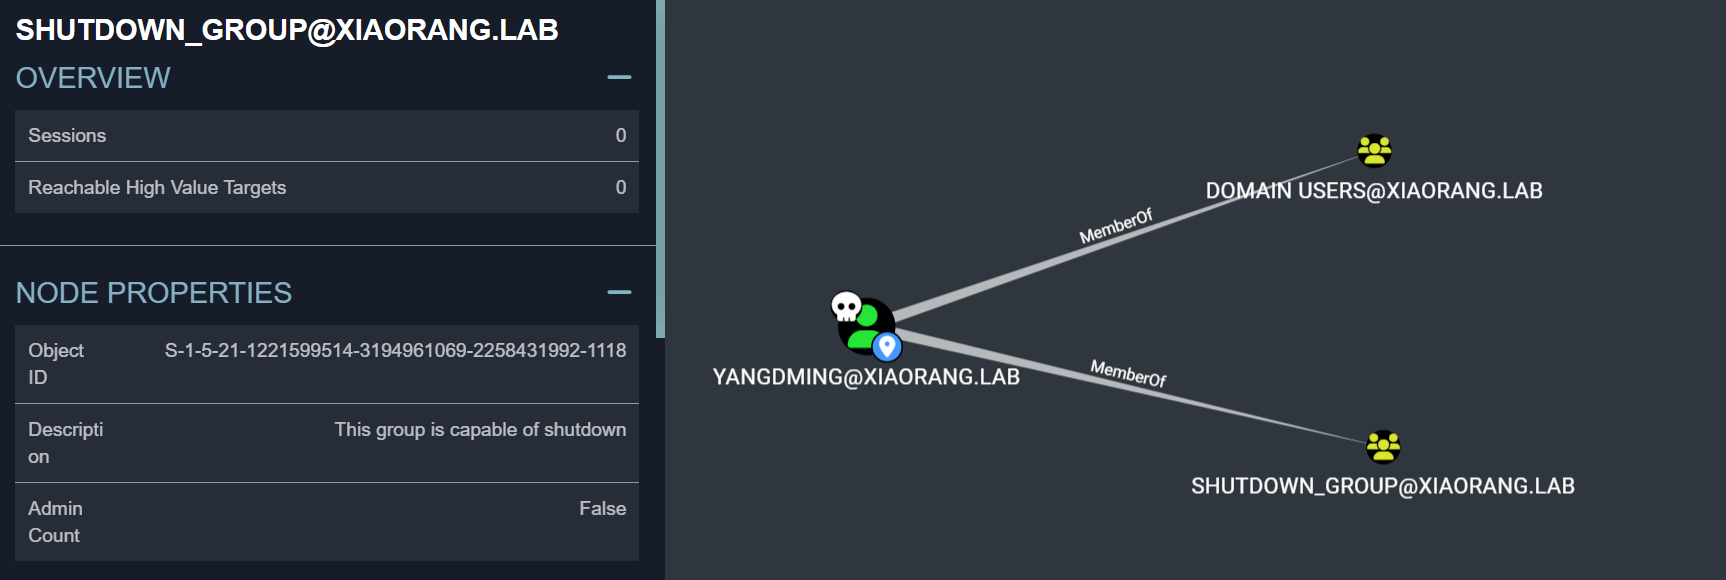 SHUTDOWN_GROUP@XIAORANG.LAB
OVERVIEW
Sessions 0
Reachable High Value Targets 0
NODE PROPERTIES
Object S-1-5-21-1221599514-3194961069-2258431992-1118
ID
Descripti This group is capable of shutdown
on
Admin False
Count
DOMAIN USERS@XIAORANG.LAB
MemberOf
YANGDMING@XIAORANG.LAB
MemberOf
SHUTDOWN_GROUP@XIAORANG.LAB